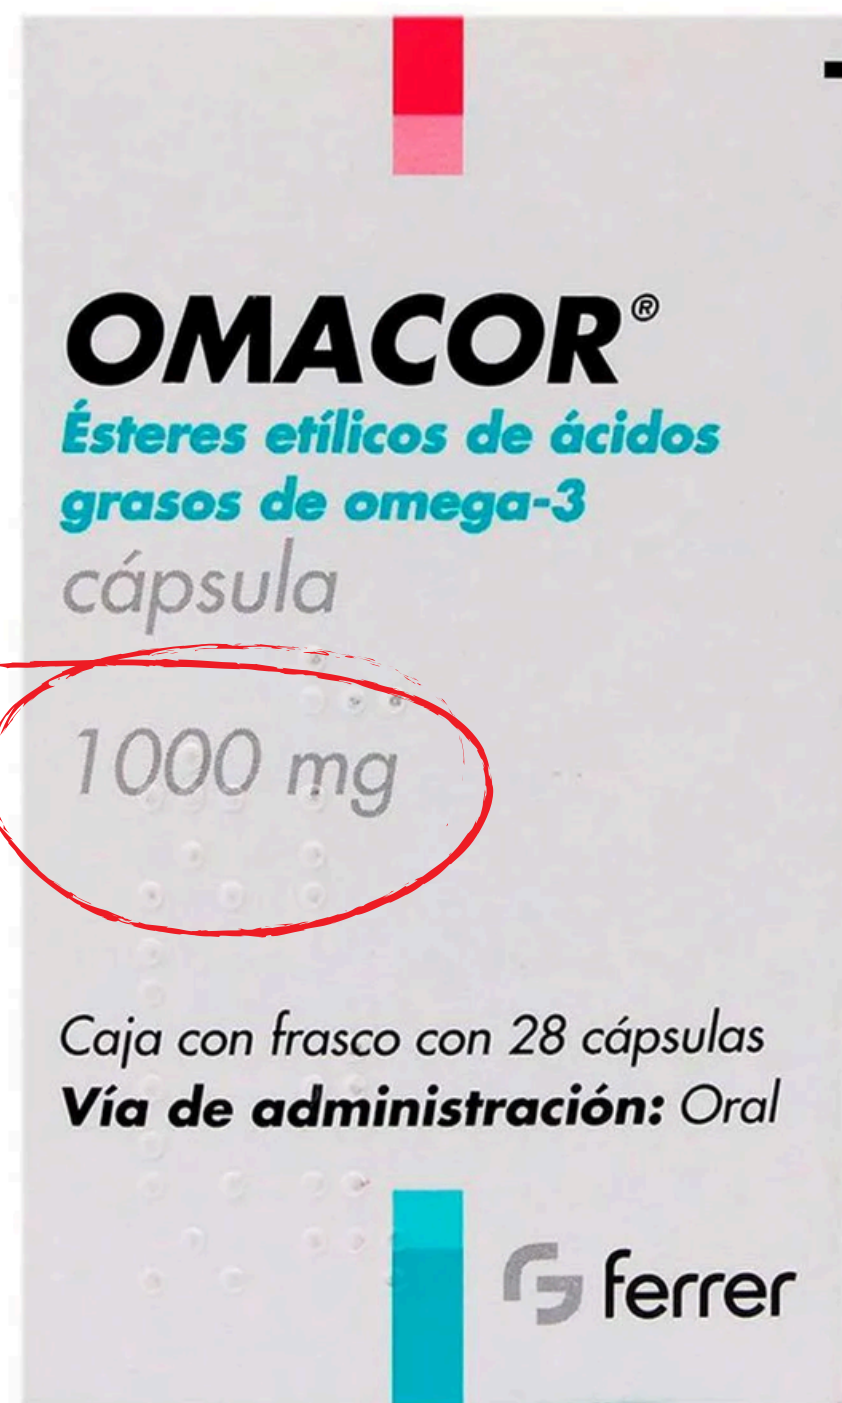 OMACOR®
Ésteres etílicos de ácidos
grasos de omega-3
cápsula
1000 mg
Caja con frasco con 28 cápsulas
Vía de administración: Oral
ferrer